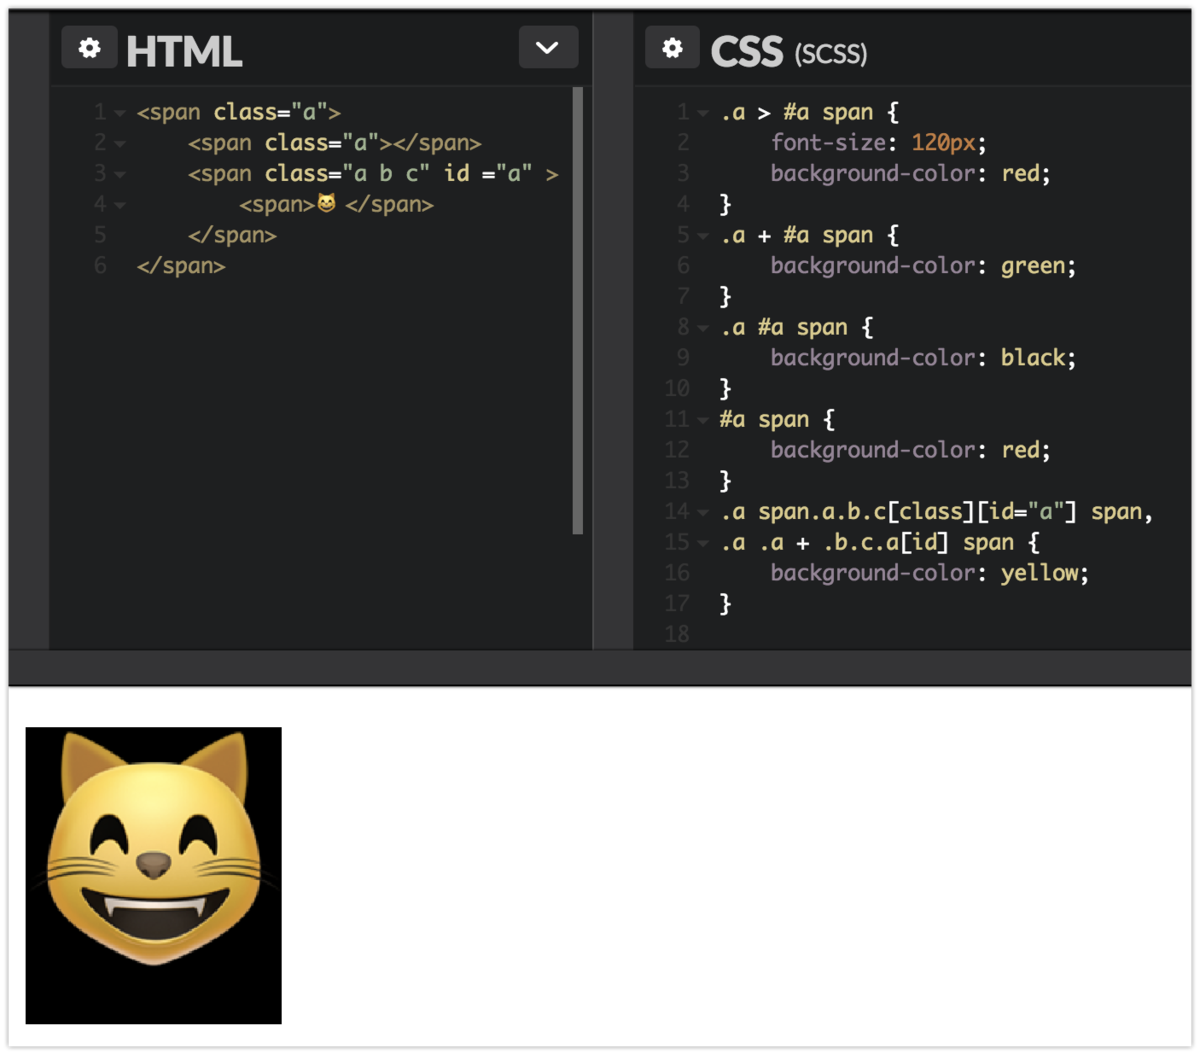 HTML
1 <span class="a">
2 <span class="a"></span>
3 <span class="a b c" id ="a" >
4 <span>😸 </span>
5 </span>
6 </span>
CSS (SCSS)
1 .a > #a span {
2 font-size: 120px;
3 background-color: red;
4 }
5 .a + #a span {
6 background-color: green;
7 }
8 .a #a span {
9 background-color: black;
10 }
11 #a span {
12 background-color: red;
13 }
14 .a span.a.b.c[class][id="a"] span,
15 .a .a + .b.c.a[id] span {
16 background-color: yellow;
17 }
18